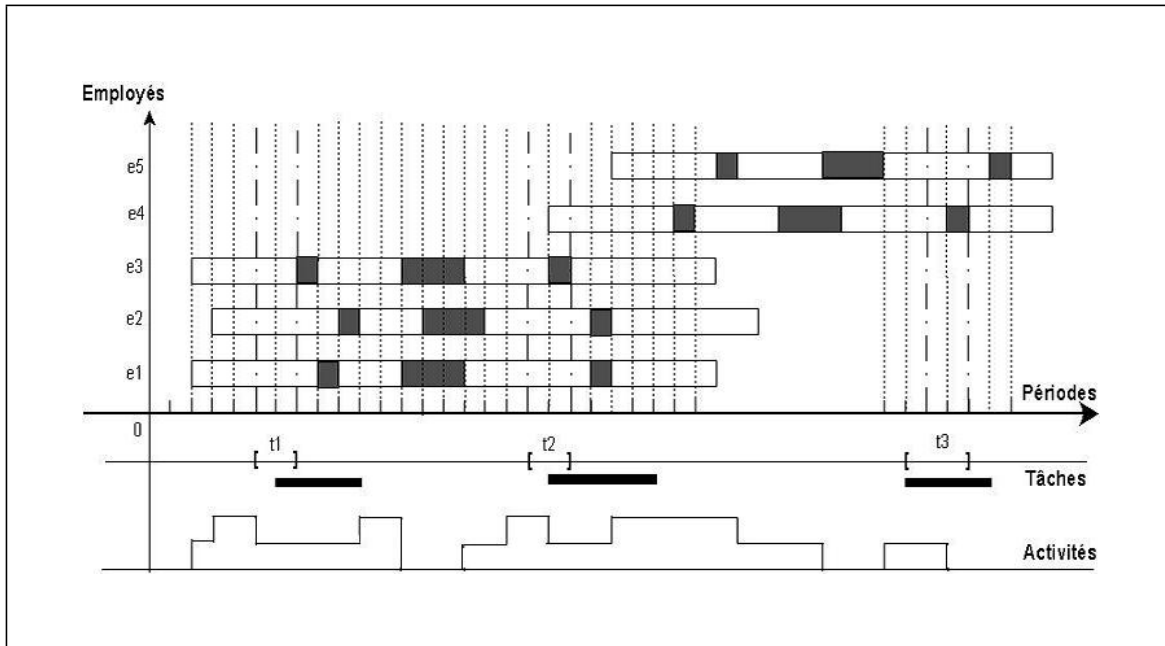 Employés
e5
e4
e3
e2
e1
Périodes
0
t1 t2 t3
Tâches
Activités